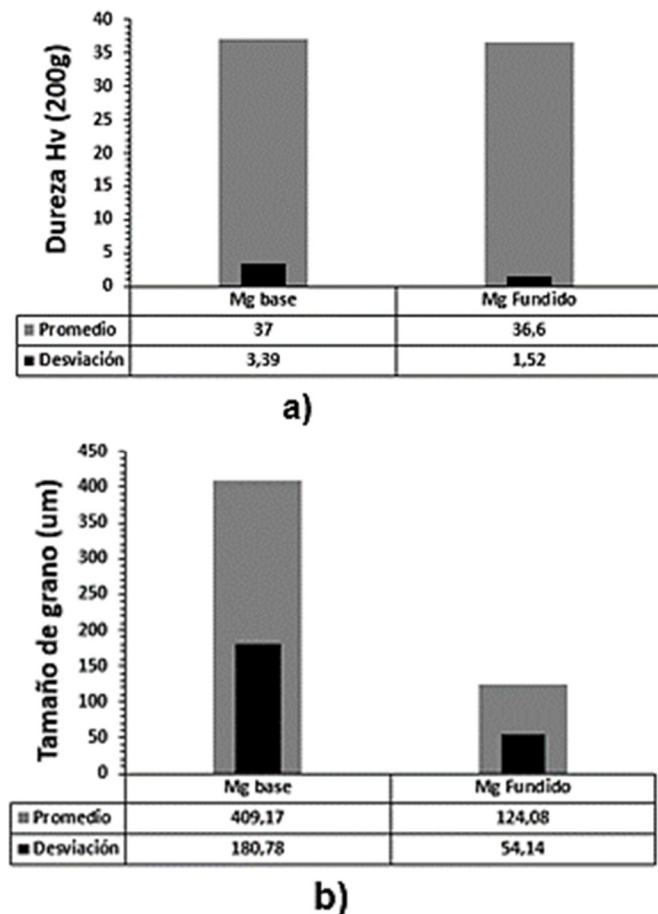 40
35
30
25
20
15
10
5
0
Dureza Hv (200g)
Mg base Mg Fundido
Promedio 37 36,6
Desviación 3,39 1,52
a)
450
400
350
300
250
200
150
100
50
0
Tamaño de grano (um)
Mg base Mg Fundido
Promedio 409,17 124,08
Desviación 180,78 54,14
b)